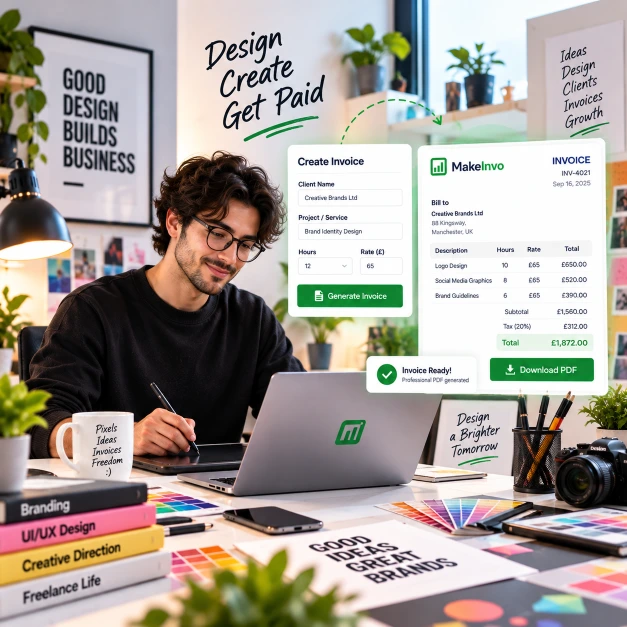 GOOD
DESIGN
BUILDS
BUSINESS
Design
Create
Get Paid
Ideas
Design
Clients
Invoices
Growth
Create Invoice
Client Name
Creative Brands Ltd
Project / Service
Brand Identity Design
Hours Rate (£)
12 65
Generate Invoice
MakeInvo INVOICE
INV-4021
Sep 16, 2025
Bill to
Creative Brands Ltd
88 Kingsway,
Manchester, UK
Description Hours Rate Total
Logo Design 10 £65 £650.00
Social Media Graphics 8 £65 £520.00
Brand Guidelines 6 £65 £390.00
Subtotal £1,560.00
Tax (20%) £312.00
Total £1,872.00
Download PDF
Invoice Ready!
Professional PDF generated
Pixels
Ideas
Invoices
Freedom
:)
Design
a Brighter
Tomorrow
Branding
UI/UX Design
Creative Direction
Freelance Life
GOOD
IDEAS
GREAT
BRANDS